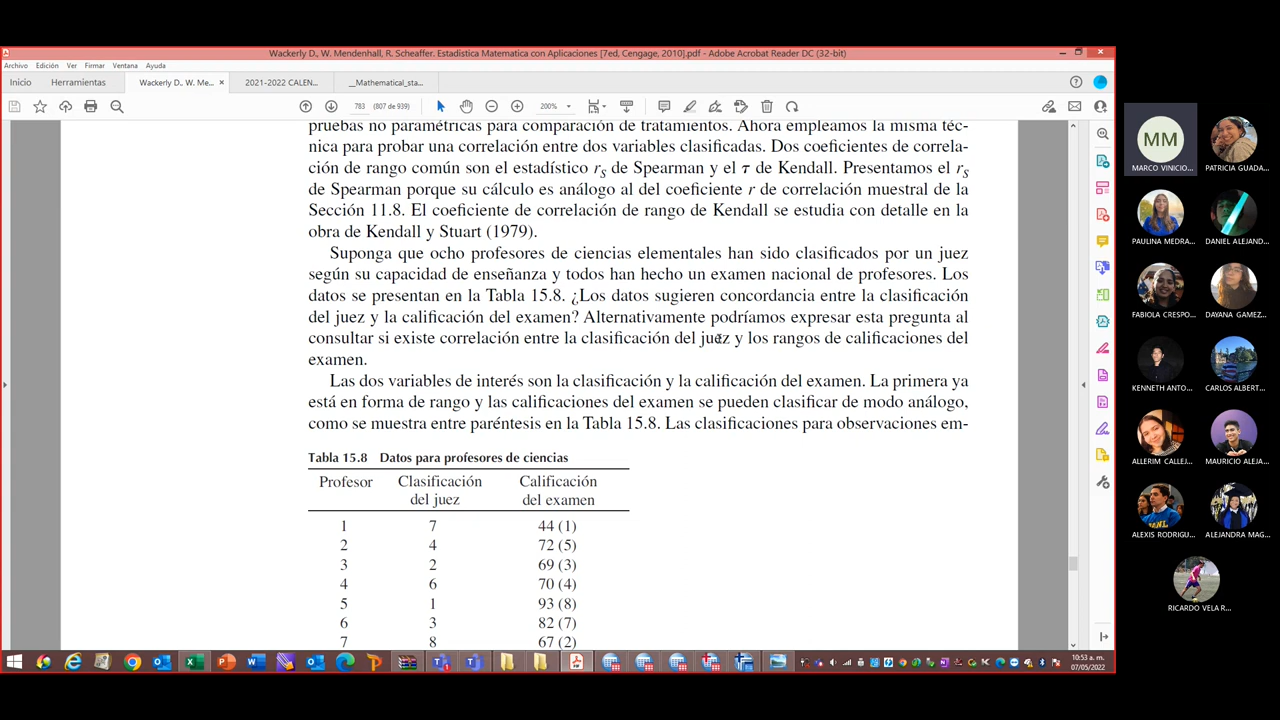 Wackerly D., W. Mendenhall, R. Scheaffer. Estadística Matematica con Aplicaciones [7ed, Cengage, 2010].pdf - Adobe Acrobat Reader DC (32-bit)
Archivo Edición Ver Firmar Ventana Ayuda
Inicio Herramientas Wackerly D., W. Me... × 2021-2022 CALEN... __Mathematical_sta...
783 (807 de 939) 200%
pruebas no paramétricas para comparación de tratamientos. Ahora empleamos la misma téc-
nica para probar una correlación entre dos variables clasificadas. Dos coeficientes de correla-
ción de rango común son el estadístico rS de Spearman y el τ de Kendall. Presentamos el rS
de Spearman porque su cálculo es análogo al del coeficiente r de correlación muestral de la
Sección 11.8. El coeficiente de correlación de rango de Kendall se estudia con detalle en la
obra de Kendall y Stuart (1979).
Suponga que ocho profesores de ciencias elementales han sido clasificados por un juez
según su capacidad de enseñanza y todos han hecho un examen nacional de profesores. Los
datos se presentan en la Tabla 15.8. ¿Los datos sugieren concordancia entre la clasificación
del juez y la calificación del examen? Alternativamente podríamos expresar esta pregunta al
consultar si existe correlación entre la clasificación del juez y los rangos de calificaciones del
examen.
Las dos variables de interés son la clasificación y la calificación del examen. La primera ya
está en forma de rango y las calificaciones del examen se pueden clasificar de modo análogo,
como se muestra entre paréntesis en la Tabla 15.8. Las clasificaciones para observaciones em-
Tabla 15.8 Datos para profesores de ciencias
Profesor Clasificación del juez Calificación del examen
1 7 44 (1)
2 4 72 (5)
3 2 69 (3)
4 6 70 (4)
5 1 93 (8)
6 3 82 (7)
7 8 67 (2)
MM
MARCO VINICIO... PATRICIA GUADA...
PAULINA MEDRA... DANIEL ALEJAND...
FABIOLA CRESPO... DAYANA GAMEZ...
KENNETH ANTO... CARLOS ALBERT...
ALLERIM CALLEJ... MAURICIO ALEJA...
ALEXIS RODRIGU... ALEJANDRA MAG...
RICARDO VELA R...
10:53 a. m.
07/05/2022